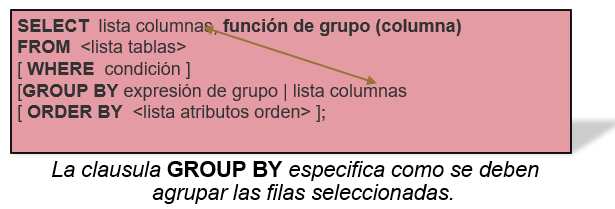 SELECT lista columnas, función de grupo (columna)
FROM <lista tablas>
[ WHERE condición ]
[GROUP BY expresión de grupo | lista columnas
[ ORDER BY <lista atributos orden> ];
La clausula GROUP BY especifica como se deben
agrupar las filas seleccionadas.